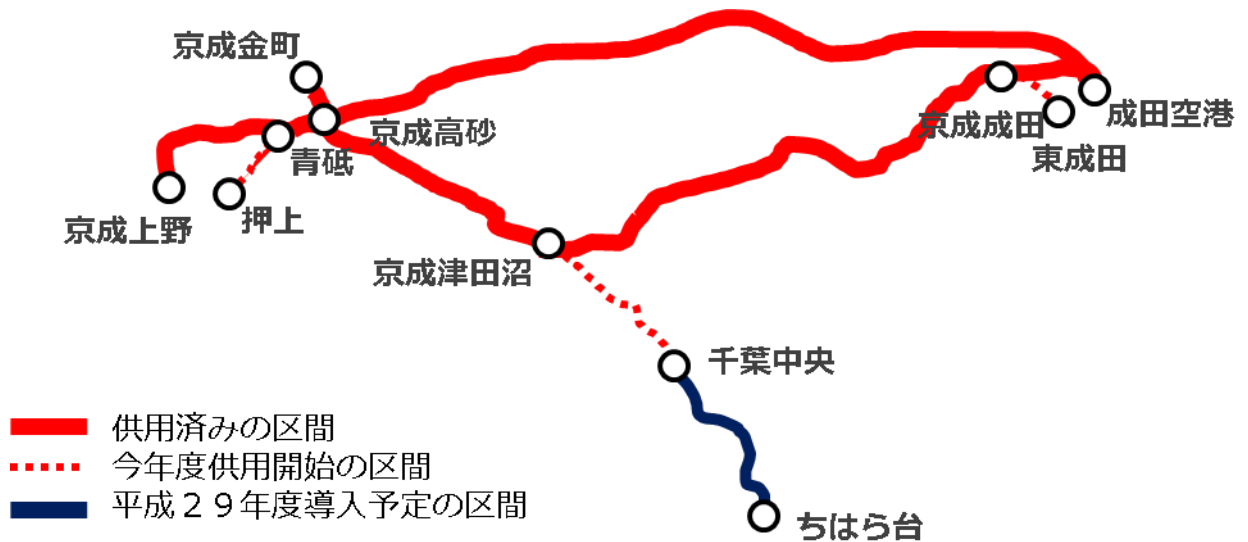 京成金町
京成高砂
成田空港
京成成田
東成田
青砥
押上
京成上野
京成津田沼
千葉中央
供用済みの区間
今年度供用開始の区間
平成２９年度導入予定の区間
ちはら台